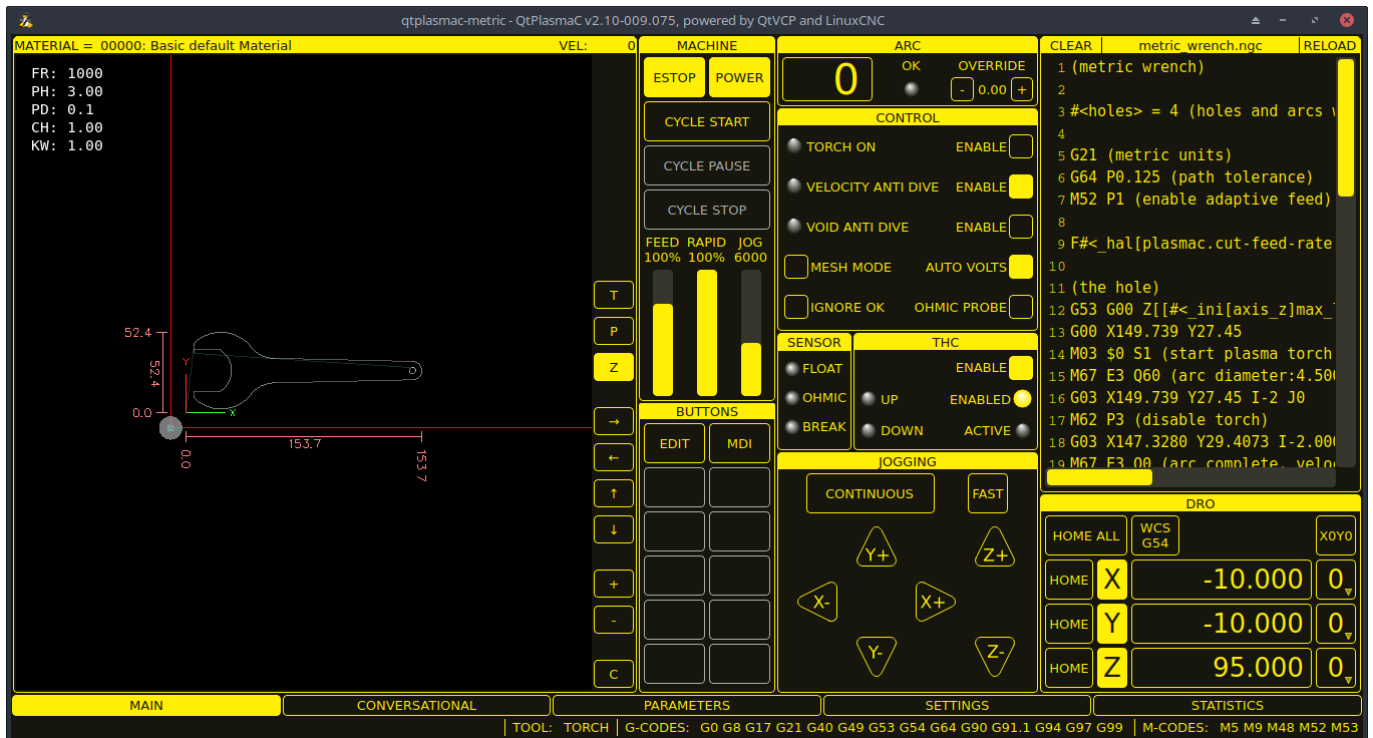 qtplasmac-metric - QtPlasmaC v2.10-009.075, powered by QtVCP and LinuxCNC
MATERIAL = 00000: Basic default Material VEL: 0
FR: 1000
PH: 3.00
PD: 0.1
CH: 1.00
KW: 1.00
52.4
52.4
0.0
Y
X
153.7
0.0
153.7
T
P
Z
→
←
↑
↓
+
-
C
MACHINE
ESTOP POWER
CYCLE START
CYCLE PAUSE
CYCLE STOP
FEED RAPID JOG
100% 100% 6000
BUTTONS
EDIT MDI
ARC
0 OK OVERRIDE
- 0.00 +
CONTROL
TORCH ON ENABLE
VELOCITY ANTI DIVE ENABLE
VOID ANTI DIVE ENABLE
MESH MODE AUTO VOLTS
IGNORE OK OHMIC PROBE
SENSOR
FLOAT
OHMIC
BREAK
THC
ENABLE
UP ENABLED
DOWN ACTIVE
JOGGING
CONTINUOUS FAST
Y+ Z+
X- X+
Y- Z-
CLEAR metric_wrench.ngc RELOAD
1 (metric wrench)
2
3 #<holes> = 4 (holes and arcs
4
5 G21 (metric units)
6 G64 P0.125 (path tolerance)
7 M52 P1 (enable adaptive feed)
8
9 F#<_hal[plasmac.cut-feed-rate
10
11 (the hole)
12 G53 G00 Z[[#<_ini[axis_z]max_
13 G00 X149.739 Y27.45
14 M03 $0 S1 (start plasma torch
15 M67 E3 Q60 (arc diameter:4.500
16 G03 X149.739 Y27.45 I-2 J0
17 M62 P3 (disable torch)
18 G03 X147.3280 Y29.4073 I-2.000
19 M67 E3 Q0 (arc complete, velo
DRO
HOME ALL WCS G54 X0Y0
HOME X -10.000 0
HOME Y -10.000 0
HOME Z 95.000 0
MAIN CONVERSATIONAL PARAMETERS SETTINGS STATISTICS
TOOL: TORCH G-CODES: G0 G8 G17 G21 G40 G49 G53 G54 G64 G90 G91.1 G94 G97 G99 M-CODES: M5 M9 M48 M52 M53